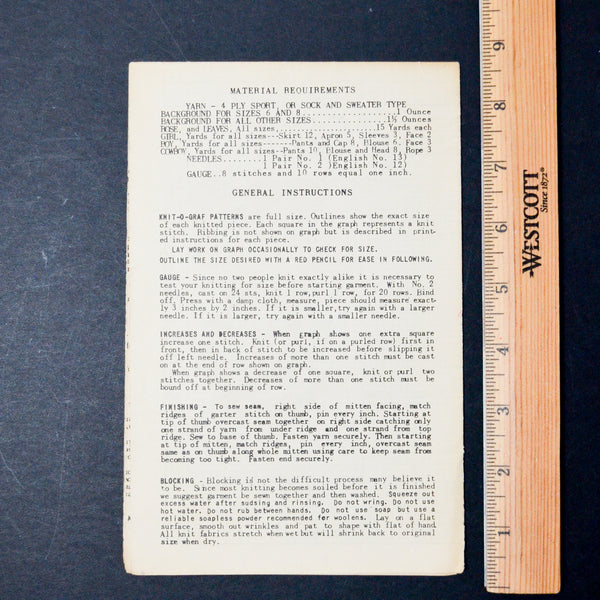 MATERIAL REQUIREMENTS
YARN - 4 PLY SPORT, OR SOCK AND SWEATER TYPE
BACKGROUND FOR SIZES 6 AND 8..................1 Ounce
BACKGROUND FOR ALL OTHER SIZES...............1½ Ounces
ROSE, and LEAVES, All sizes...............15 Yards each
GIRL, Yards for all sizes---Skirt 12, Apron 5, Sleeves 3, Face 2
BOY, Yards for all sizes-------Pants and Cap 8, Blouse 6, Face 3
COWBOY, Yards for all sizes--Pants 10, Blouse and Head 8, Rope 3
NEEDLES........1 Pair No. 1 (English No. 13)
1 Pair No. 2 (English No. 12)
GAUGE..8 stitches and 10 rows equal one inch.
GENERAL INSTRUCTIONS
KNIT-O-GRAF PATTERNS are full size. Outlines show the exact size
of each knitted piece. Each square in the graph represents a knit
stitch. Ribbing is not shown on graph but is described in print-
ed instructions for each piece.
LAY WORK ON GRAPH OCCASIONALLY TO CHECK FOR SIZE.
OUTLINE THE SIZE DESIRED WITH A RED PENCIL FOR EASE IN FOLLOWING.
GAUGE - Since no two people knit exactly alike it is necessary to
test your knitting for size before starting garment. With No. 2
needles, cast on 24 sts, knit 1 row, purl 1 row, for 20 rows. Bind
off. Press with a damp cloth, measure, piece should measure exact-
ly 3 inches by 2 inches. If it is smaller, try again with a larger
needle. If it is larger, try again with a smaller needle.
INCREASES AND DECREASES - When graph shows one extra square
increase one stitch. Knit (or purl, if on a purled row) first in
front, then in back of stitch to be increased before slipping it
off left needle. Increases of more than one stitch must be cast
on at the end of row shown on graph.
When graph shows a decrease of one square, knit or purl two
stitches together. Decreases of more than one stitch must be
bound off at beginning of row.
FINISHING - To sew seam, right side of mitten facing, match
ridges of garter stitch on thumb, pin every inch. Starting at
tip of thumb overcast seam together on right side catching only
one strand of yarn from under ridge and one strand from top
ridge. Sew to base of thumb. Fasten yarn securely. Then starting
at tip of mitten, match ridges, pin every inch, overcast seam
same as on thumb along whole mitten using care to keep seam from
becoming too tight. Fasten end securely.
BLOCKING - Blocking is not the difficult process many believe it
to be. Since most knitting becomes soiled before it is finished
we suggest garment be sewn together and then washed. Squeeze out
excess water after sudsing and rinsing. Do not wring. Do not use
hot water. Do not rub between hands. Do not use soap but use a
reliable soapless powder recommended for woolens. Lay on a flat
surface, smooth out wrinkles and pat to shape with flat of hand.
All knit fabrics stretch when wet but will shrink back to original
size when dry.
9
8
7
6
5
4
3
2
1
WESTCOTT®
Since 1872